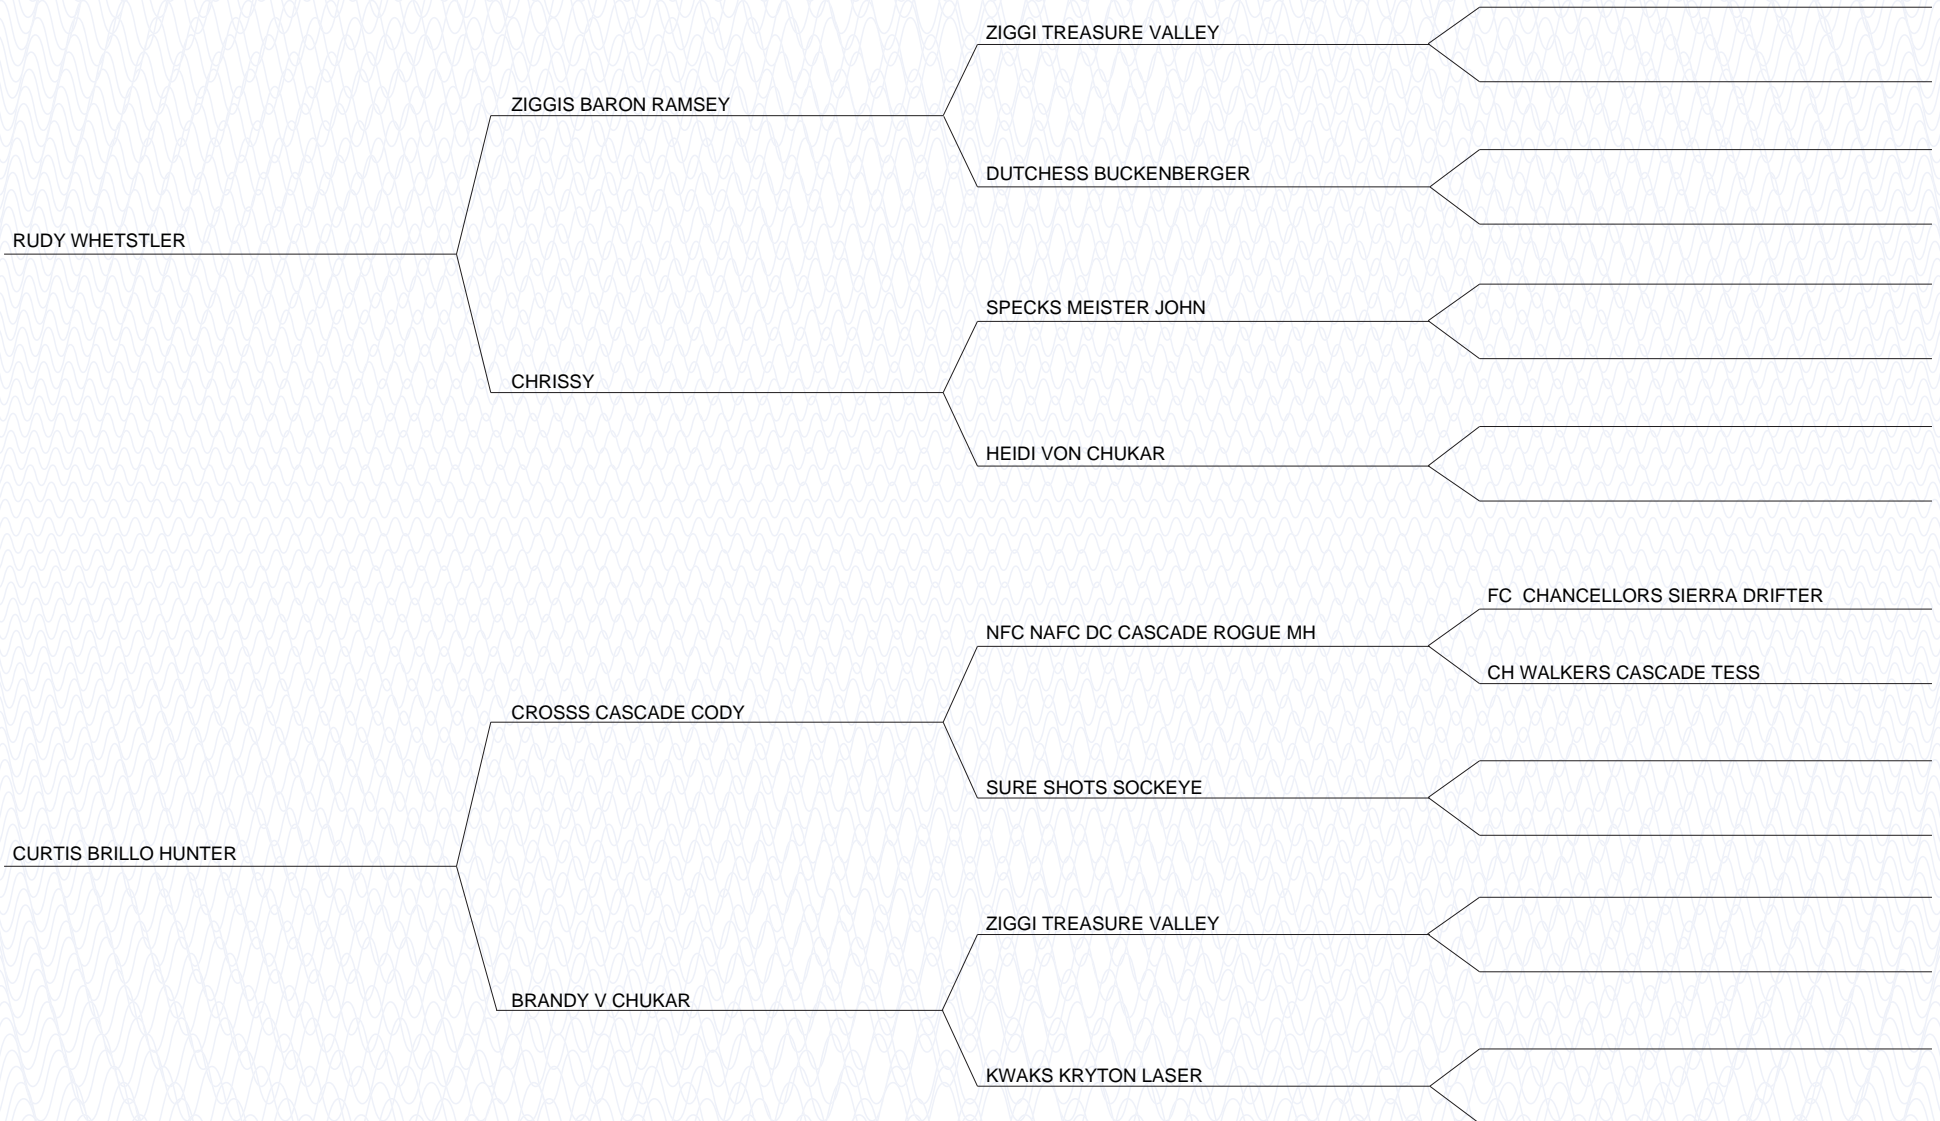 ZIGGI TREASURE VALLEY
ZIGGIS BARON RAMSEY
DUTCHESS BUCKENBERGER
RUDY WHETSTLER
SPECKS MEISTER JOHN
CHRISSY
HEIDI VON CHUKAR
FC  CHANCELLORS SIERRA DRIFTER
NFC NAFC DC CASCADE ROGUE MH
CH WALKERS CASCADE TESS
CROSSS CASCADE CODY
SURE SHOTS SOCKEYE
CURTIS BRILLO HUNTER
ZIGGI TREASURE VALLEY
BRANDY V CHUKAR
KWAKS KRYTON LASER